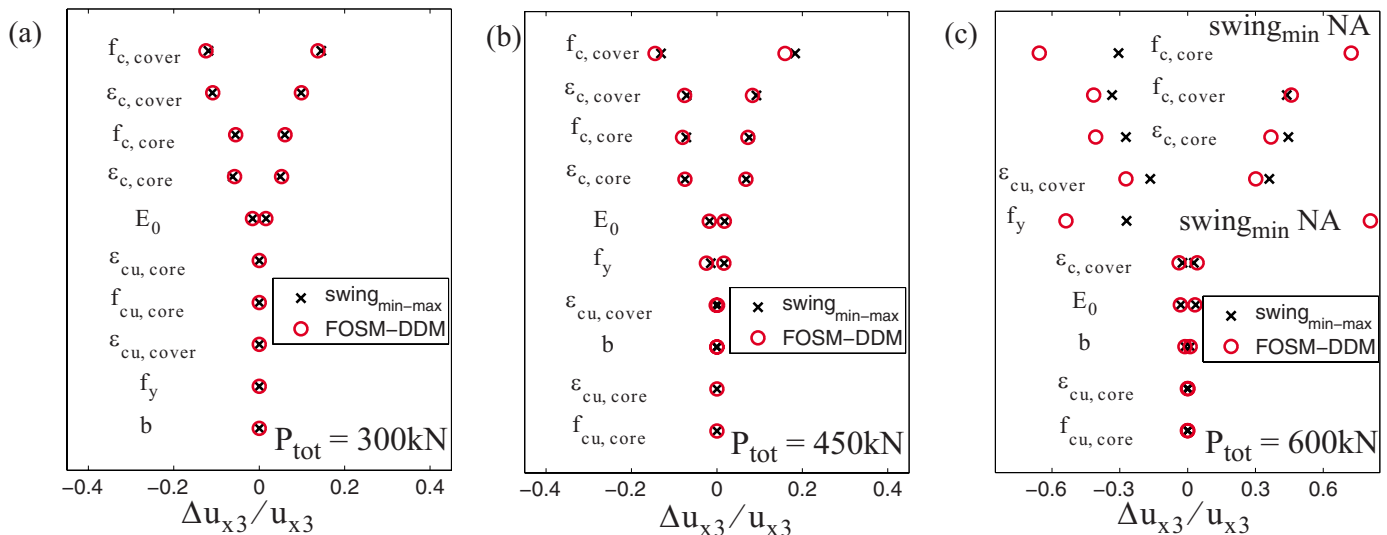 (a)
f_c, cover
ε_c, cover
f_c, core
ε_c, core
E_0
ε_cu, core
f_cu, core
ε_cu, cover
f_y
b
swing_min−max
FOSM−DDM
P_tot = 300kN
−0.4 −0.2 0 0.2 0.4
Δu_x3/u_x3
(b)
f_c, cover
ε_c, cover
f_c, core
ε_c, core
E_0
f_y
ε_cu, cover
b
ε_cu, core
f_cu, core
swing_min−max
FOSM−DDM
P_tot = 450kN
−0.4 −0.2 0 0.2 0.4
Δu_x3/u_x3
(c)
swing_min NA
f_c, core
f_c, cover
ε_c, core
ε_cu, cover
f_y
swing_min NA
ε_c, cover
E_0
b
ε_cu, core
f_cu, core
swing_min−max
FOSM−DDM
P_tot = 600kN
−0.6 −0.3 0 0.3 0.6
Δu_x3/u_x3